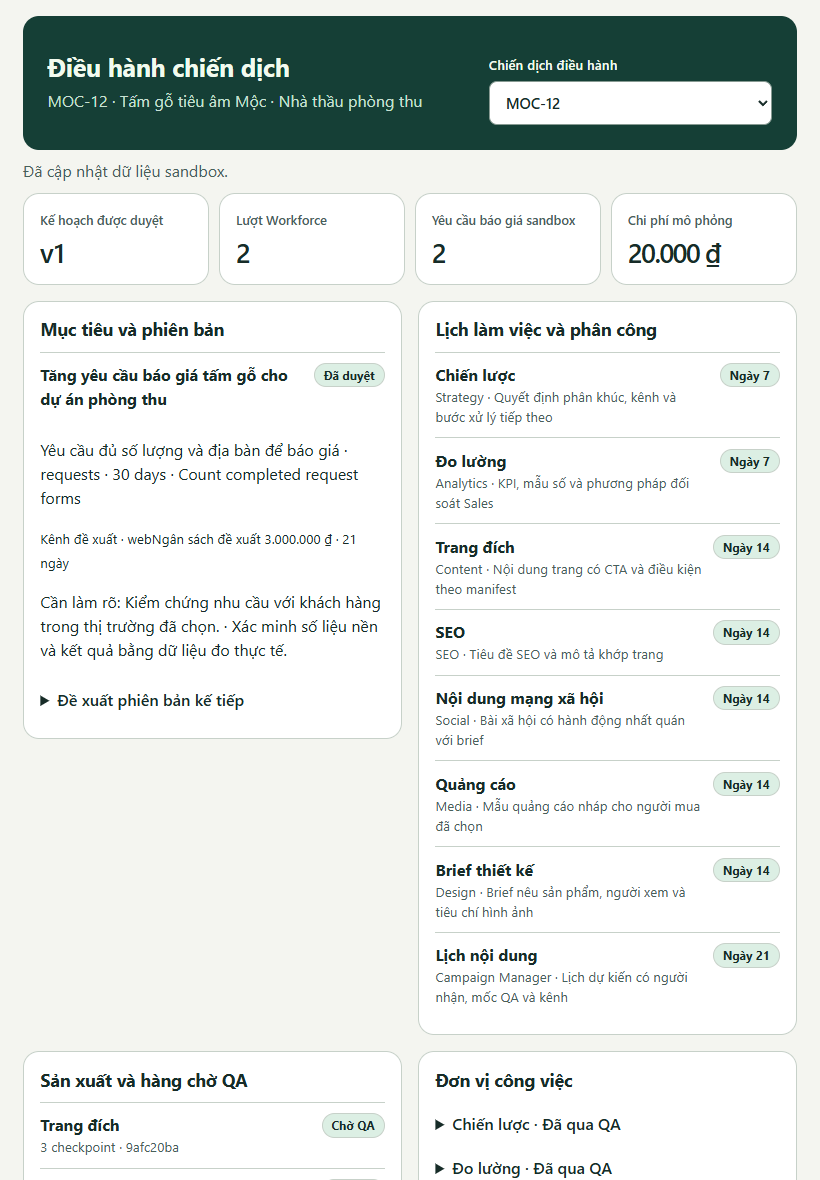 Điều hành chiến dịch
MOC-12 · Tấm gỗ tiêu âm Mộc · Nhà thầu phòng thu
Chiến dịch điều hành
MOC-12
Đã cập nhật dữ liệu sandbox.
Kế hoạch được duyệt
v1
Lượt Workforce
2
Yêu cầu báo giá sandbox
2
Chi phí mô phỏng
20.000 ₫
Mục tiêu và phiên bản
Tăng yêu cầu báo giá tấm gỗ cho
dự án phòng thu
Đã duyệt
Yêu cầu đủ số lượng và địa bàn để báo giá ·
requests · 30 days · Count completed request
forms
Kênh đề xuất · webNgân sách đề xuất 3.000.000 ₫ · 21
ngày
Cần làm rõ: Kiểm chứng nhu cầu với khách hàng
trong thị trường đã chọn. · Xác minh số liệu nền
và kết quả bằng dữ liệu đo thực tế.
Đề xuất phiên bản kế tiếp
Lịch làm việc và phân công
Chiến lược
Ngày 7
Strategy · Quyết định phân khúc, kênh và
bước xử lý tiếp theo
Đo lường
Ngày 7
Analytics · KPI, mẫu số và phương pháp đối
soát Sales
Trang đích
Ngày 14
Content · Nội dung trang có CTA và điều kiện
theo manifest
SEO
Ngày 14
SEO · Tiêu đề SEO và mô tả khớp trang
Nội dung mạng xã hội
Ngày 14
Social · Bài xã hội có hành động nhất quán
với brief
Quảng cáo
Ngày 14
Media · Mẫu quảng cáo nháp cho người mua
đã chọn
Brief thiết kế
Ngày 14
Design · Brief nêu sản phẩm, người xem và
tiêu chí hình ảnh
Lịch nội dung
Ngày 21
Campaign Manager · Lịch dự kiến có người
nhận, mốc QA và kênh
Sản xuất và hàng chờ QA
Trang đích
Chờ QA
3 checkpoint · 9afc20ba
Đơn vị công việc
Chiến lược · Đã qua QA
Đo lường · Đã qua QA